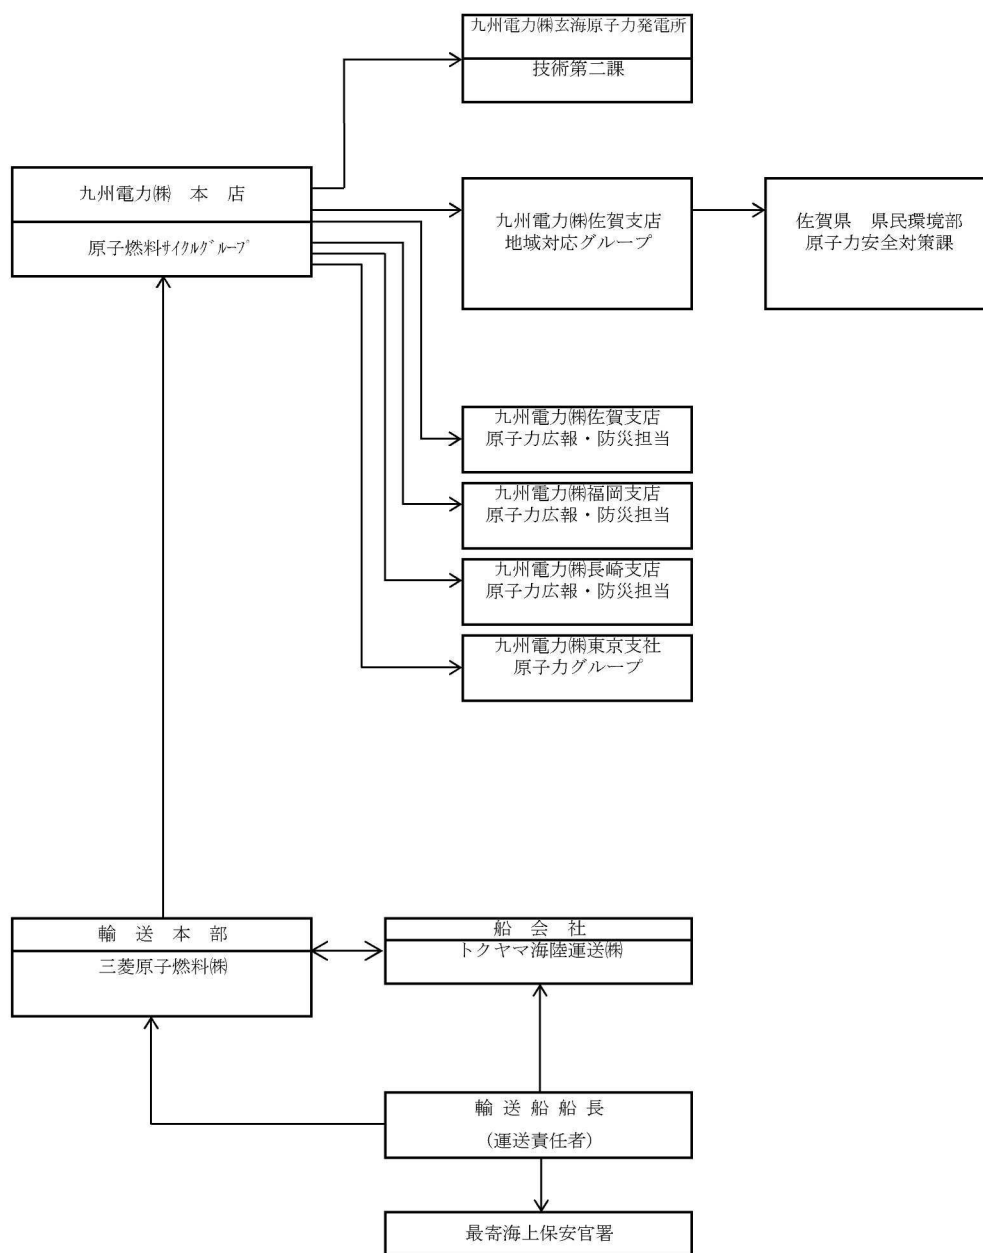 九州電力㈱玄海原子力発電所
技術第二課
九州電力㈱　本　店
原子燃料ｻｲｸﾙｸﾞﾙｰﾌﾟ
九州電力㈱佐賀支店
地域対応グループ
佐賀県　県民環境部
原子力安全対策課
九州電力㈱佐賀支店
原子力広報・防災担当
九州電力㈱福岡支店
原子力広報・防災担当
九州電力㈱長崎支店
原子力広報・防災担当
九州電力㈱東京支社
原子力グループ
輸　送　本　部
三菱原子燃料㈱
船　会　社
トクヤマ海陸運送㈱
輸 送 船 船 長
（運送責任者）
最寄海上保安官署